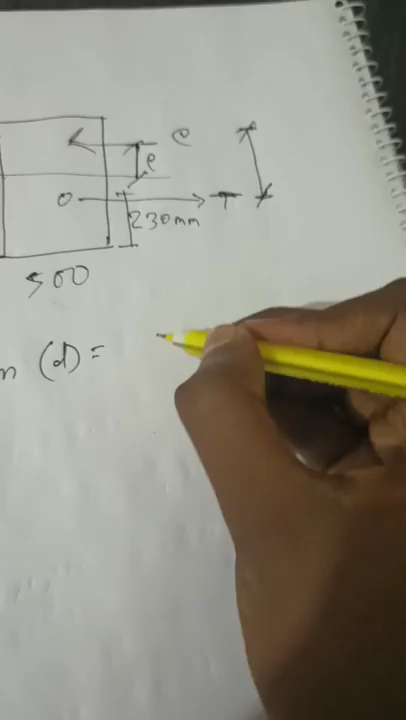 e
e
T
230mm
500
n (d) =